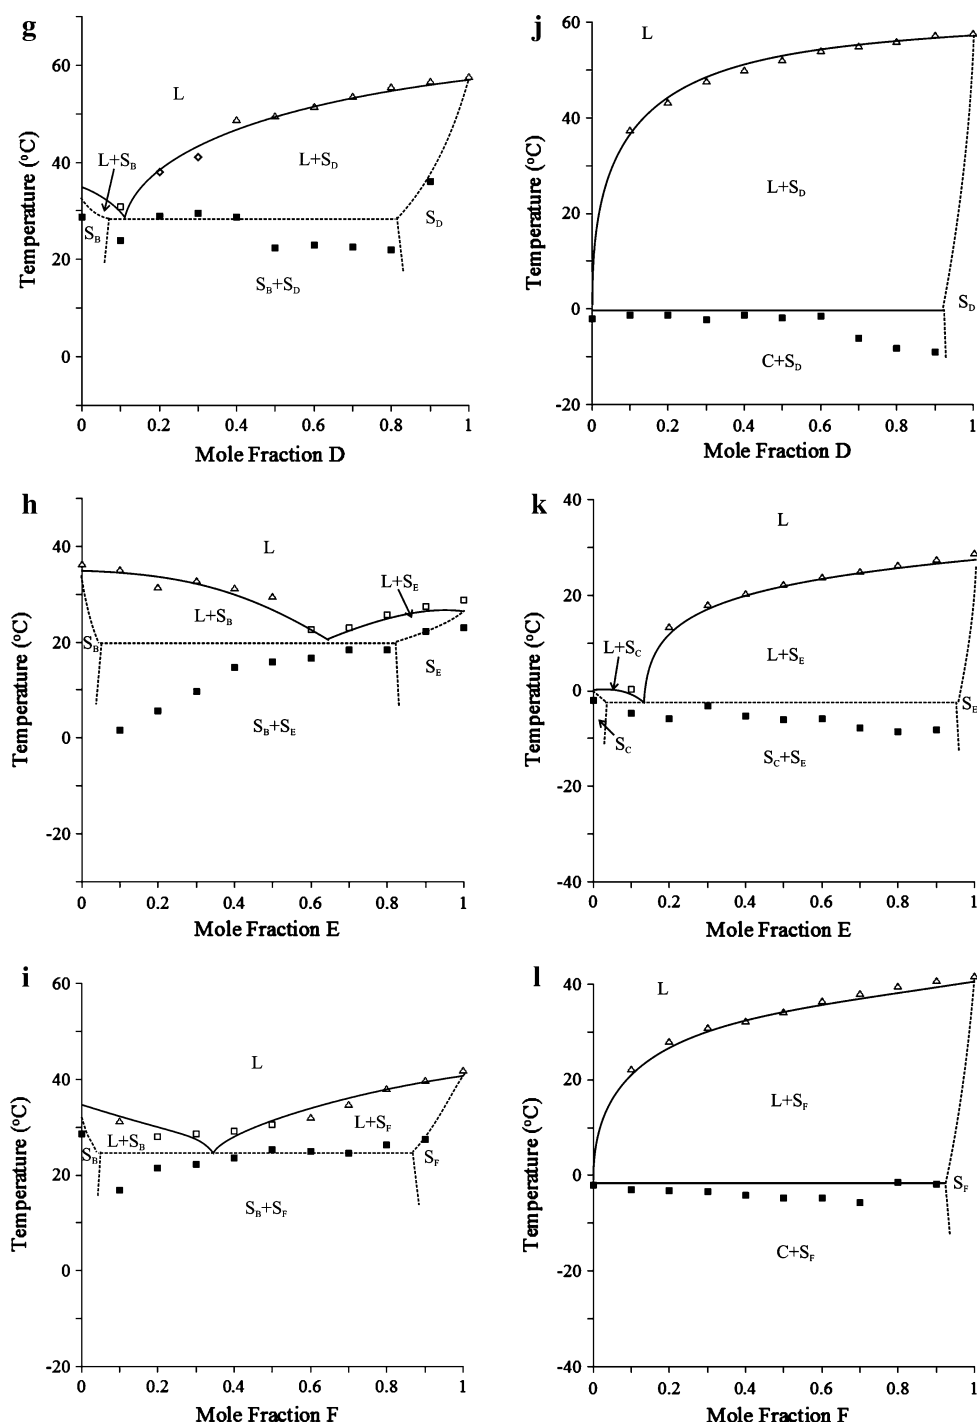 g
Temperature (°C)
60
40
20
0
L
L+S_B
L+S_D
S_B
S_D
S_B+S_D
0 0.2 0.4 0.6 0.8 1
Mole Fraction D
j
Temperature (°C)
60
40
20
0
-20
L
L+S_D
S_D
C+S_D
0 0.2 0.4 0.6 0.8 1
Mole Fraction D
h
Temperature (°C)
40
20
0
-20
L
L+S_E
L+S_B
S_B
S_E
S_B+S_E
0 0.2 0.4 0.6 0.8 1
Mole Fraction E
k
Temperature (°C)
40
20
0
-20
-40
L
L+S_C
L+S_E
S_E
S_C
S_C+S_E
0 0.2 0.4 0.6 0.8 1
Mole Fraction E
i
Temperature (°C)
60
40
20
0
-20
L
L+S_F
L+S_B
S_B
S_F
S_B+S_F
0 0.2 0.4 0.6 0.8 1
Mole Fraction F
l
Temperature (°C)
40
20
0
-20
-40
L
L+S_F
S_F
C+S_F
0 0.2 0.4 0.6 0.8 1
Mole Fraction F